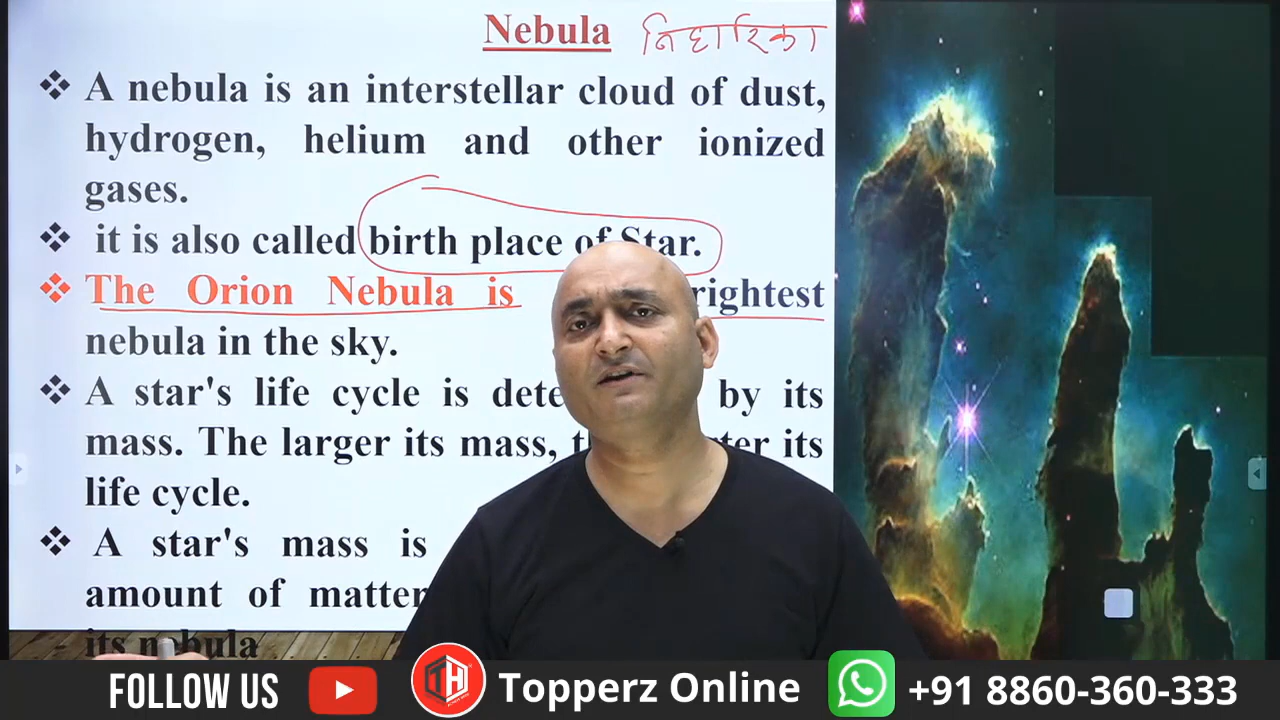 Nebula निहारिका
❖ A nebula is an interstellar cloud of dust,
hydrogen, helium and other ionized
gases.
❖ it is also called birth place of Star.
❖ The Orion Nebula is rightest
nebula in the sky.
❖ A star's life cycle is dete by its
mass. The larger its mass, ter its
life cycle.
❖ A star's mass is
amount of matter
its nebula
FOLLOW US TH Topperz Online +91 8860-360-333